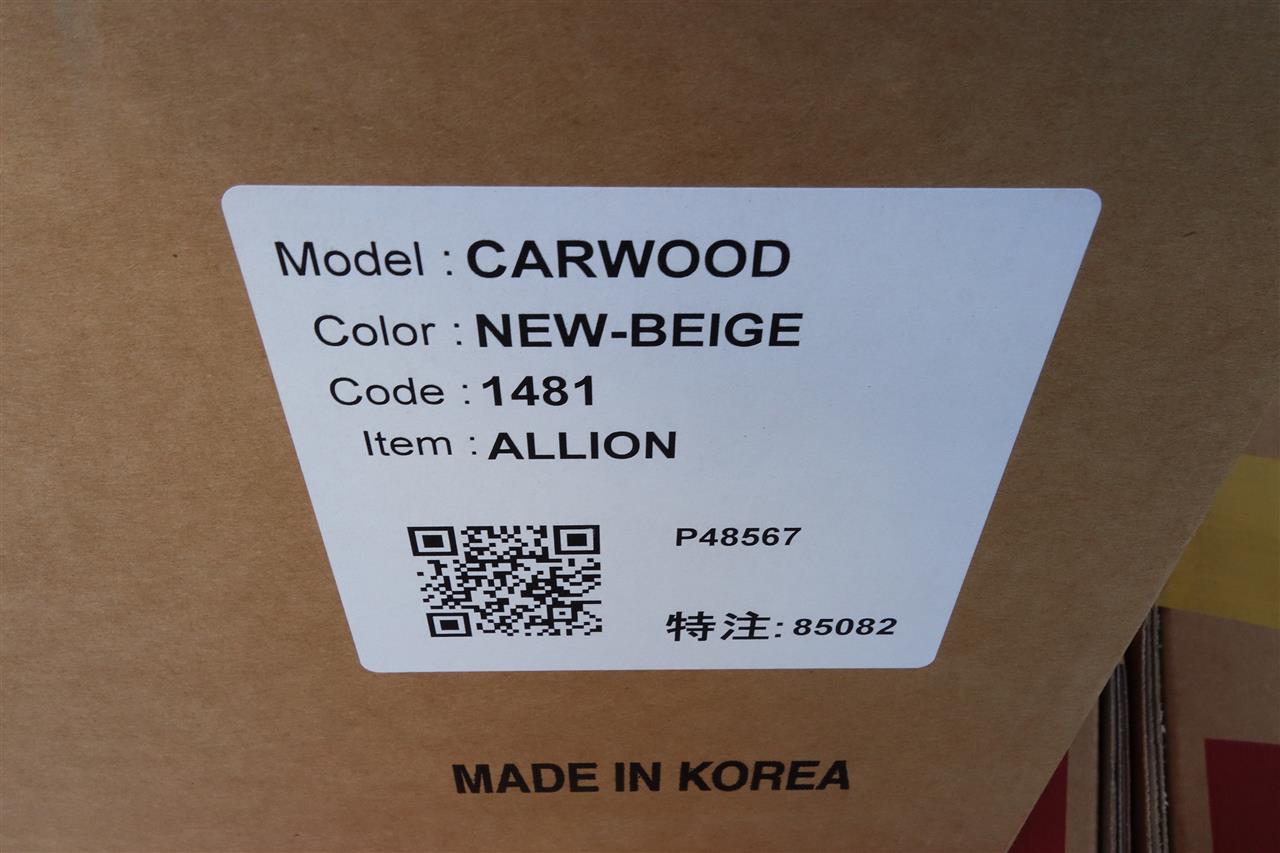 Model : CARWOOD
Color : NEW-BEIGE
Code : 1481
Item : ALLION
P48567
特注: 85082
MADE IN KOREA